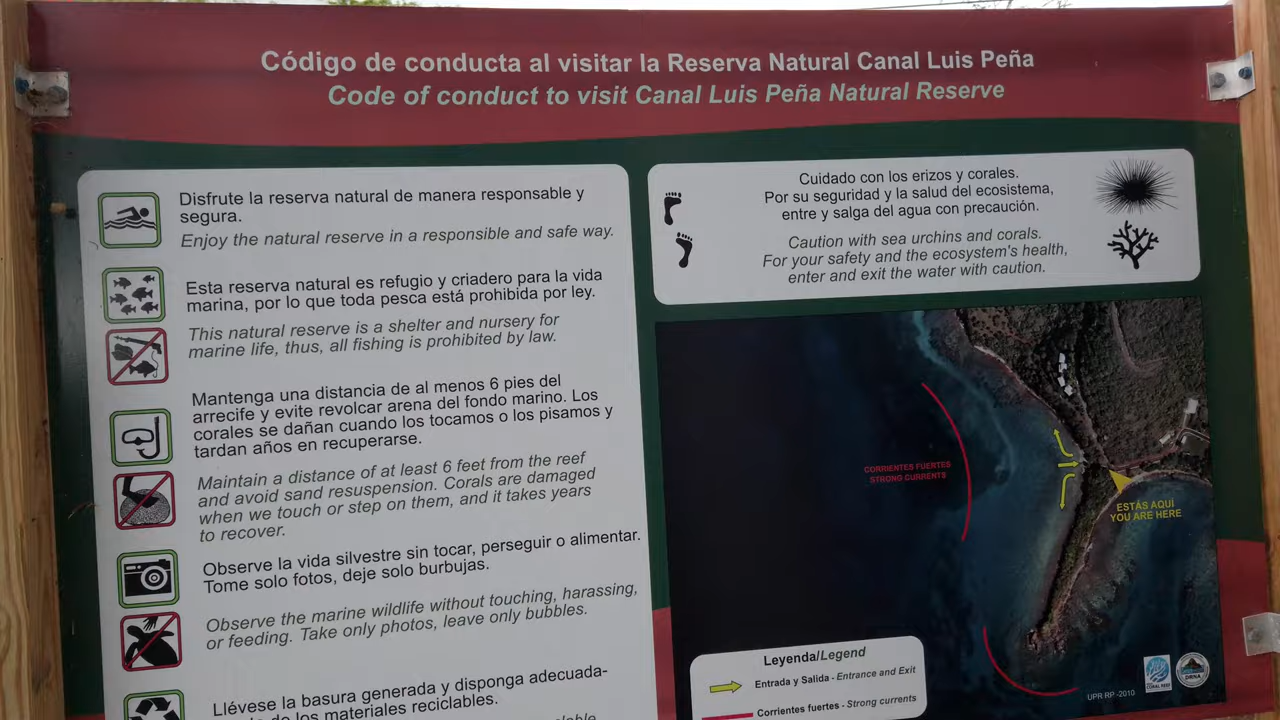 Código de conducta al visitar la Reserva Natural Canal Luis Peña
Code of conduct to visit Canal Luis Peña Natural Reserve
Disfrute la reserva natural de manera responsable y
segura.
Enjoy the natural reserve in a responsible and safe way.
Esta reserva natural es refugio y criadero para la vida
marina, por lo que toda pesca está prohibida por ley.
This natural reserve is a shelter and nursery for
marine life, thus, all fishing is prohibited by law.
Mantenga una distancia de al menos 6 pies del
arrecife y evite revolcar arena del fondo marino. Los
corales se dañan cuando los tocamos o los pisamos y
tardan años en recuperarse.
Maintain a distance of at least 6 feet from the reef
and avoid sand resuspension. Corals are damaged
when we touch or step on them, and it takes years
to recover.
Observe la vida silvestre sin tocar, perseguir o alimentar.
Tome solo fotos, deje solo burbujas.
Observe the marine wildlife without touching, harassing,
or feeding. Take only photos, leave only bubbles.
Llévese la basura generada y disponga adecuada-
de los materiales reciclables.
Cuidado con los erizos y corales.
Por su seguridad y la salud del ecosistema,
entre y salga del agua con precaución.
Caution with sea urchins and corals.
For your safety and the ecosystem's health,
enter and exit the water with caution.
CORRIENTES FUERTES
STRONG CURRENTS
ESTÁS AQUÍ
YOU ARE HERE
Leyenda/Legend
Entrada y Salida - Entrance and Exit
Corrientes fuertes - Strong currents
UPR RP -2010
CORAL REEF
DRNA